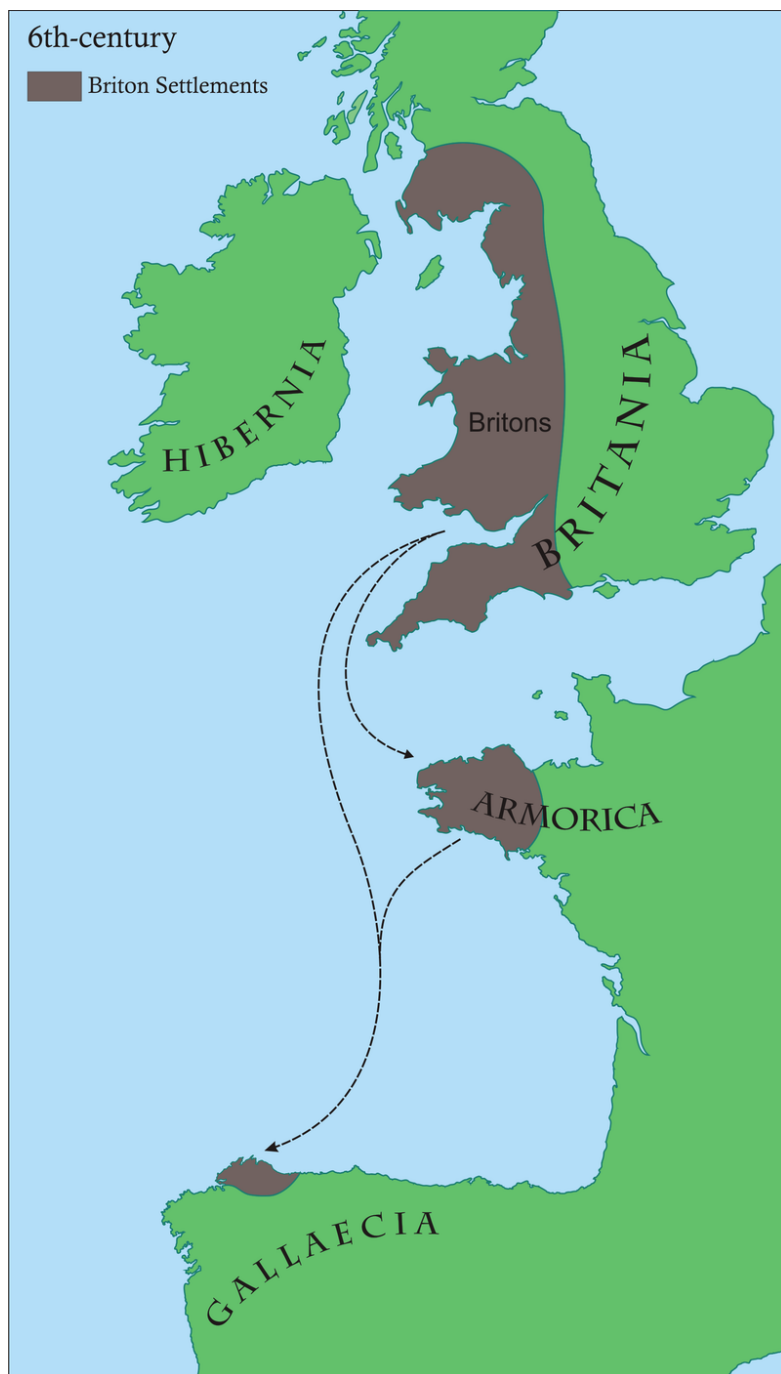 6th-century
Briton Settlements
HIBERNIA
Britons
BRITANIA
ARMORICA
GALLAECIA